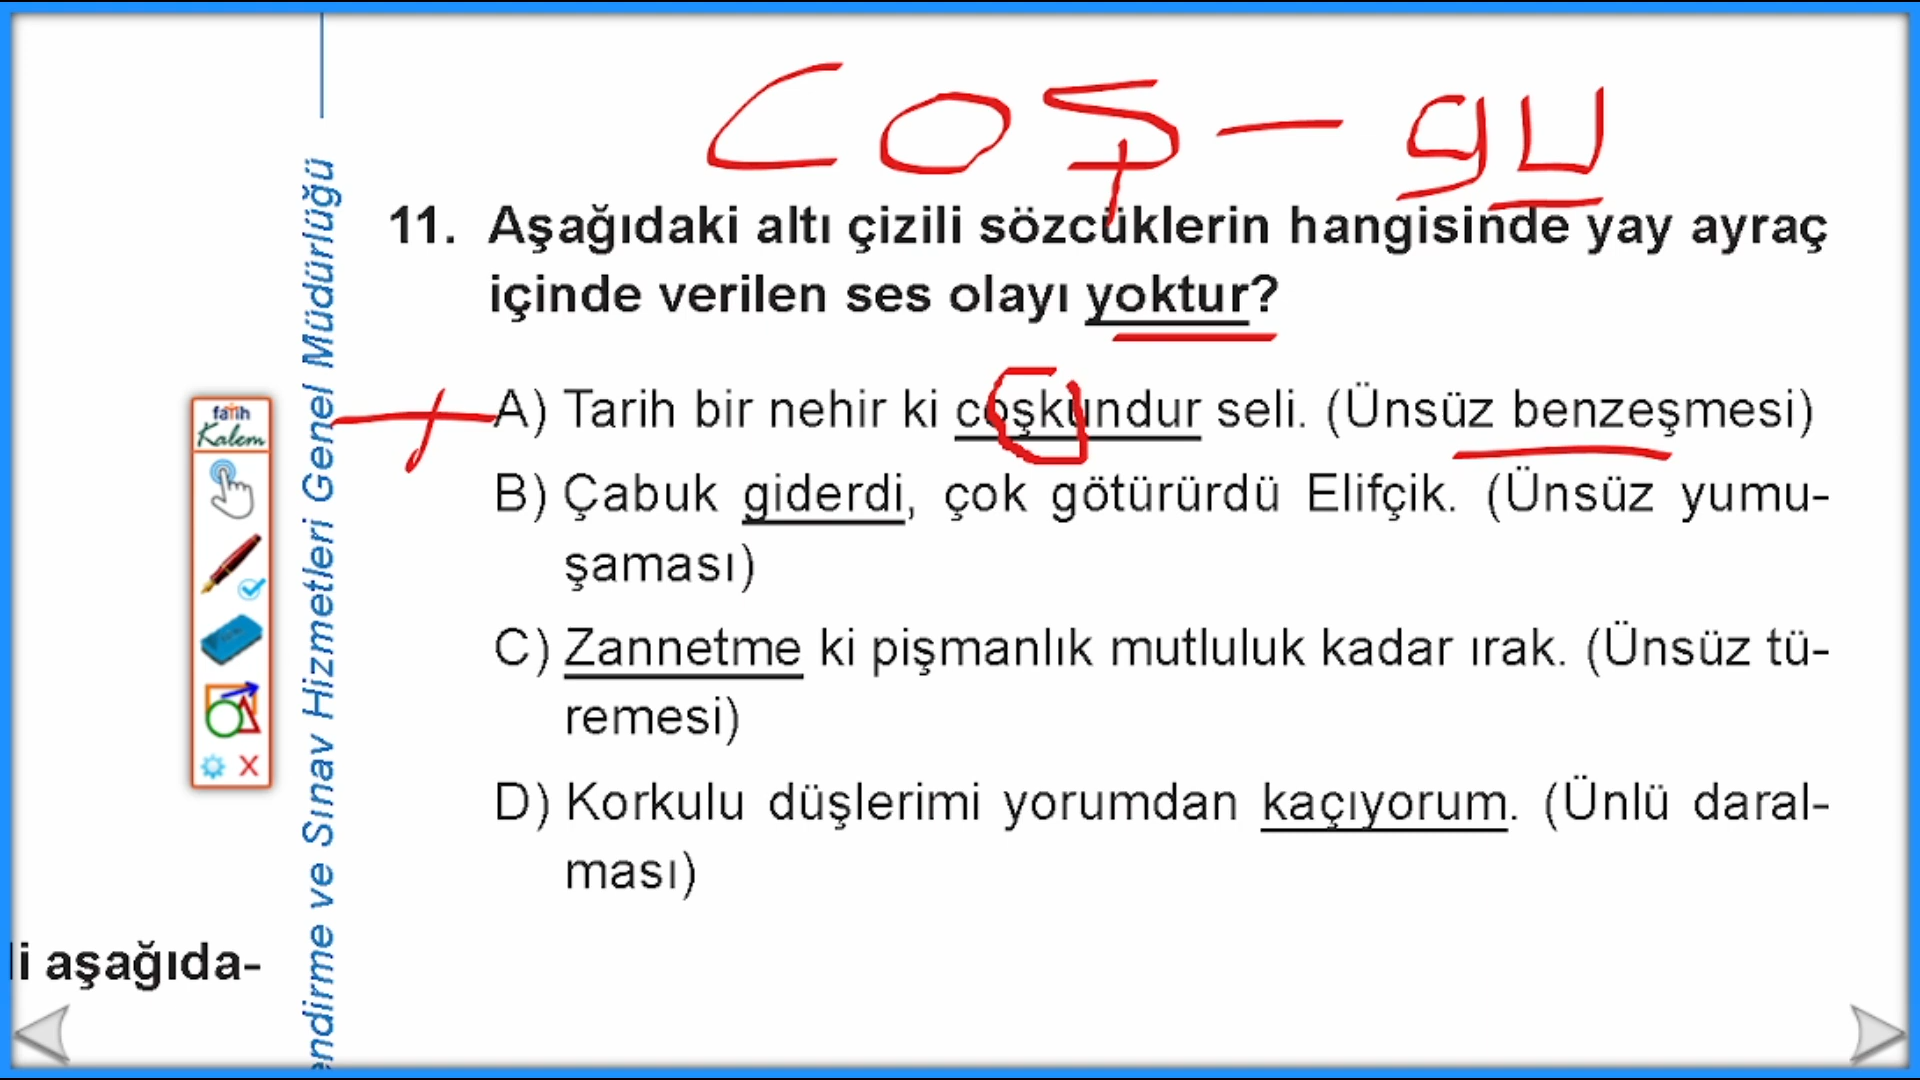 coş-gu
11. Aşağıdaki altı çizili sözcüklerin hangisinde yay ayraç
içinde verilen ses olayı yoktur?
A) Tarih bir nehir ki coşkundur seli. (Ünsüz benzeşmesi)
B) Çabuk giderdi, çok götürürdü Elifçik. (Ünsüz yumu-
şaması)
C) Zannetme ki pişmanlık mutluluk kadar ırak. (Ünsüz tü-
remesi)
D) Korkulu düşlerimi yorumdan kaçıyorum. (Ünlü daral-
ması)
endirme ve Sınav Hizmetleri Genel Müdürlüğü
fatih
Kalem
li aşağıda-